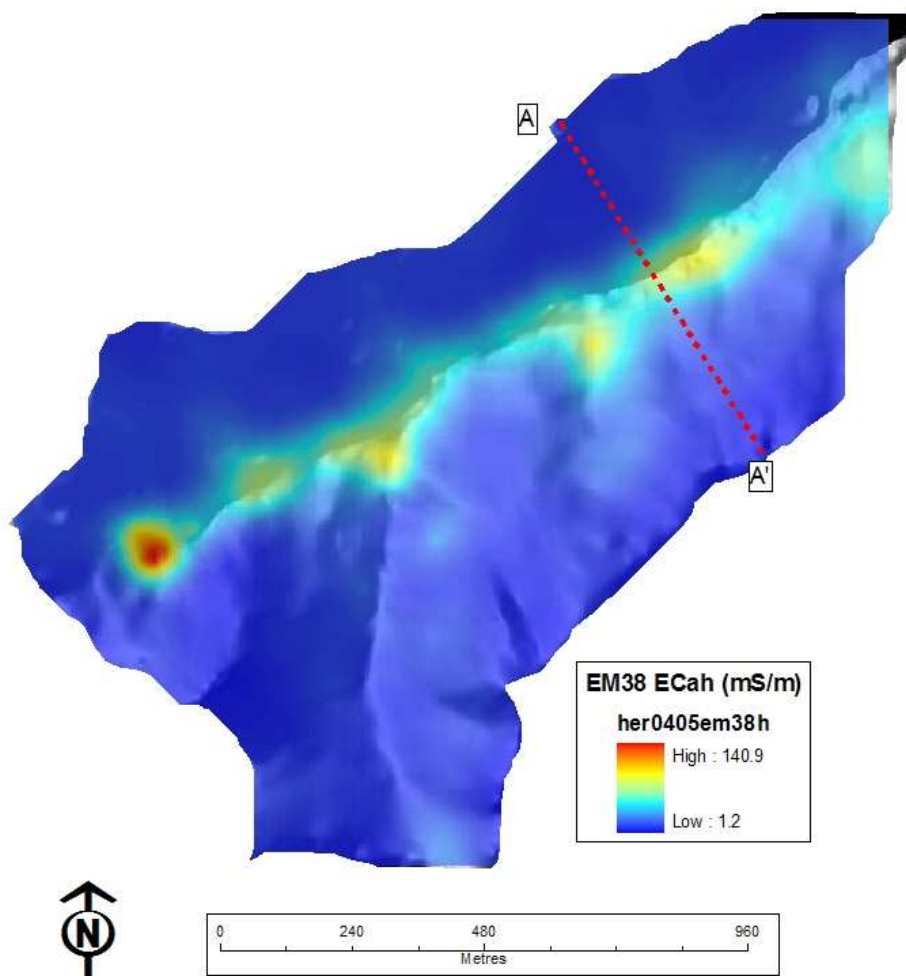 A
A'
EM38 ECah (mS/m)
her0405em38h
High : 140.9
Low : 1.2
N
0 240 480 960
Metres